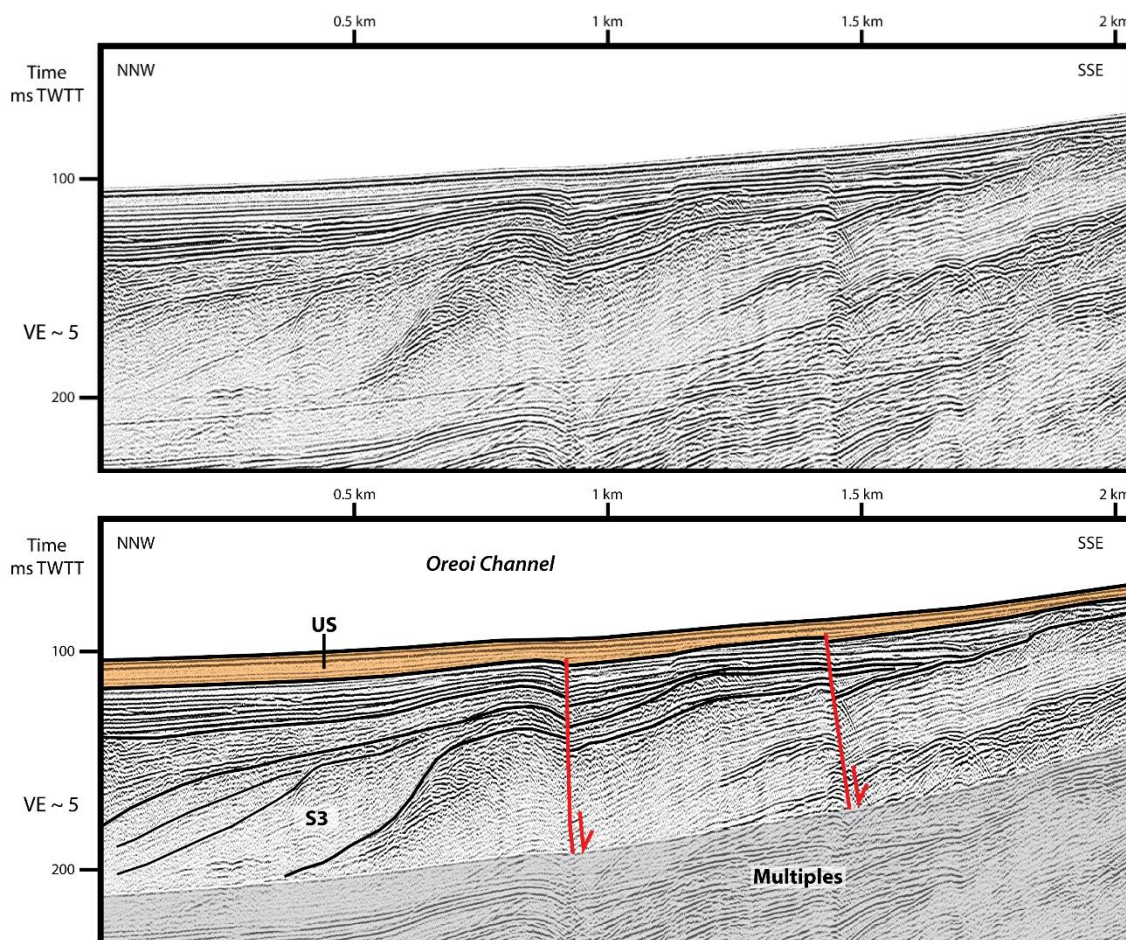 0.5 km 1 km 1.5 km 2 km
Time
ms TWTT
NNW SSE
100
VE ~ 5
200
0.5 km 1 km 1.5 km 2 km
Time
ms TWTT
NNW SSE
Oreoi Channel
US
100
VE ~ 5
S3
200
Multiples